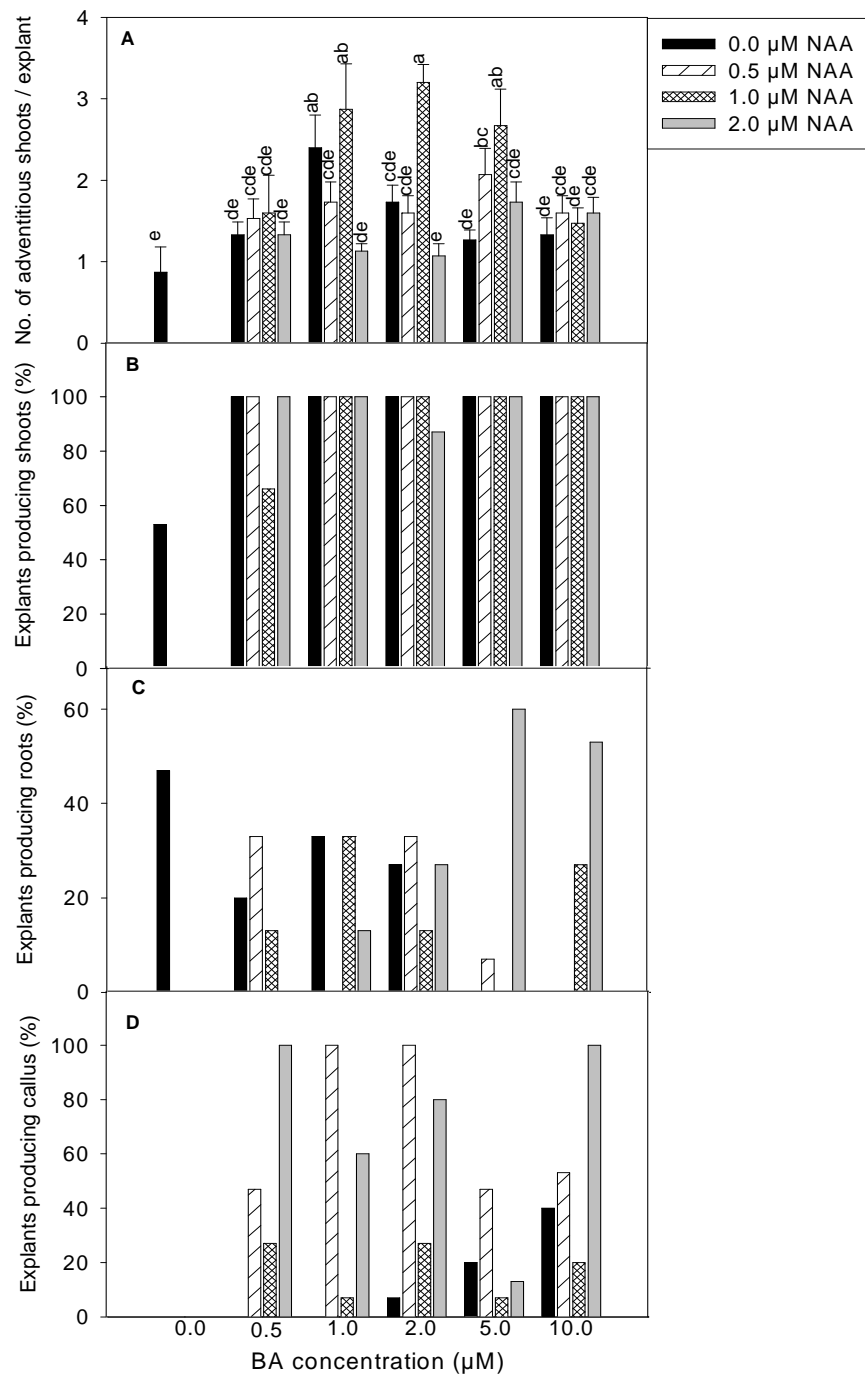 A
No. of adventitious shoots / explant
4
3
2
1
0
e
de
cde
cde
de
ab
cde
ab
de
cde
cde
a
e
de
bc
ab
cde
de
cde
de
cde
0.0 µM NAA
0.5 µM NAA
1.0 µM NAA
2.0 µM NAA
B
Explants producing shoots (%)
100
80
60
40
20
0
C
Explants producing roots (%)
60
40
20
0
D
Explants producing callus (%)
100
80
60
40
20
0
0.0 0.5 1.0 2.0 5.0 10.0
BA concentration (µM)